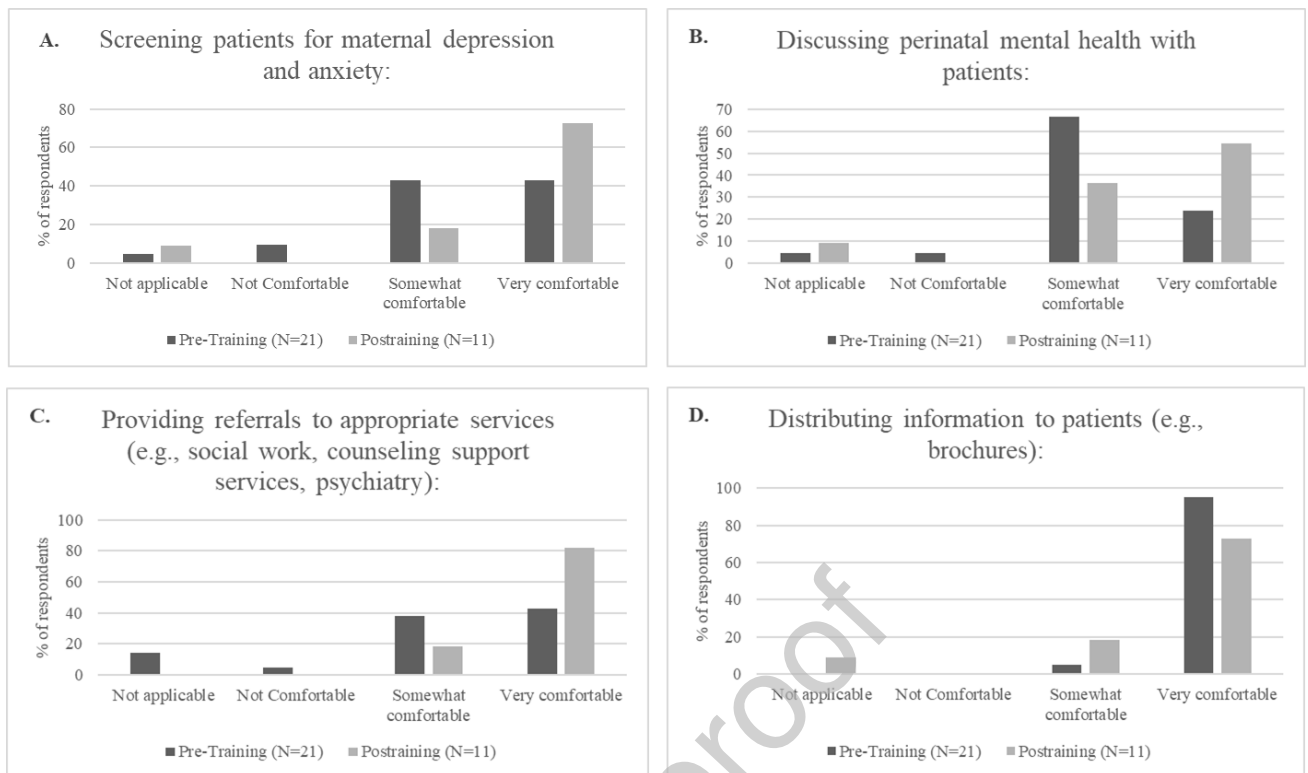 A. Screening patients for maternal depression
and anxiety:
% of respondents
80
60
40
20
0
Not applicable Not Comfortable Somewhat comfortable Very comfortable
■ Pre-Training (N=21) ■ Postraining (N=11)
B. Discussing perinatal mental health with
patients:
% of respondents
70
60
50
40
30
20
10
0
Not applicable Not Comfortable Somewhat comfortable Very comfortable
■ Pre-Training (N=21) ■ Postraining (N=11)
C. Providing referrals to appropriate services
(e.g., social work, counseling support
services, psychiatry):
% of respondents
100
80
60
40
20
0
Not applicable Not Comfortable Somewhat comfortable Very comfortable
■ Pre-Training (N=21) ■ Postraining (N=11)
D. Distributing information to patients (e.g.,
brochures):
% of respondents
100
80
60
40
20
0
Not applicable Not Comfortable Somewhat comfortable Very comfortable
■ Pre-Training (N=21) ■ Postraining (N=11)
proof